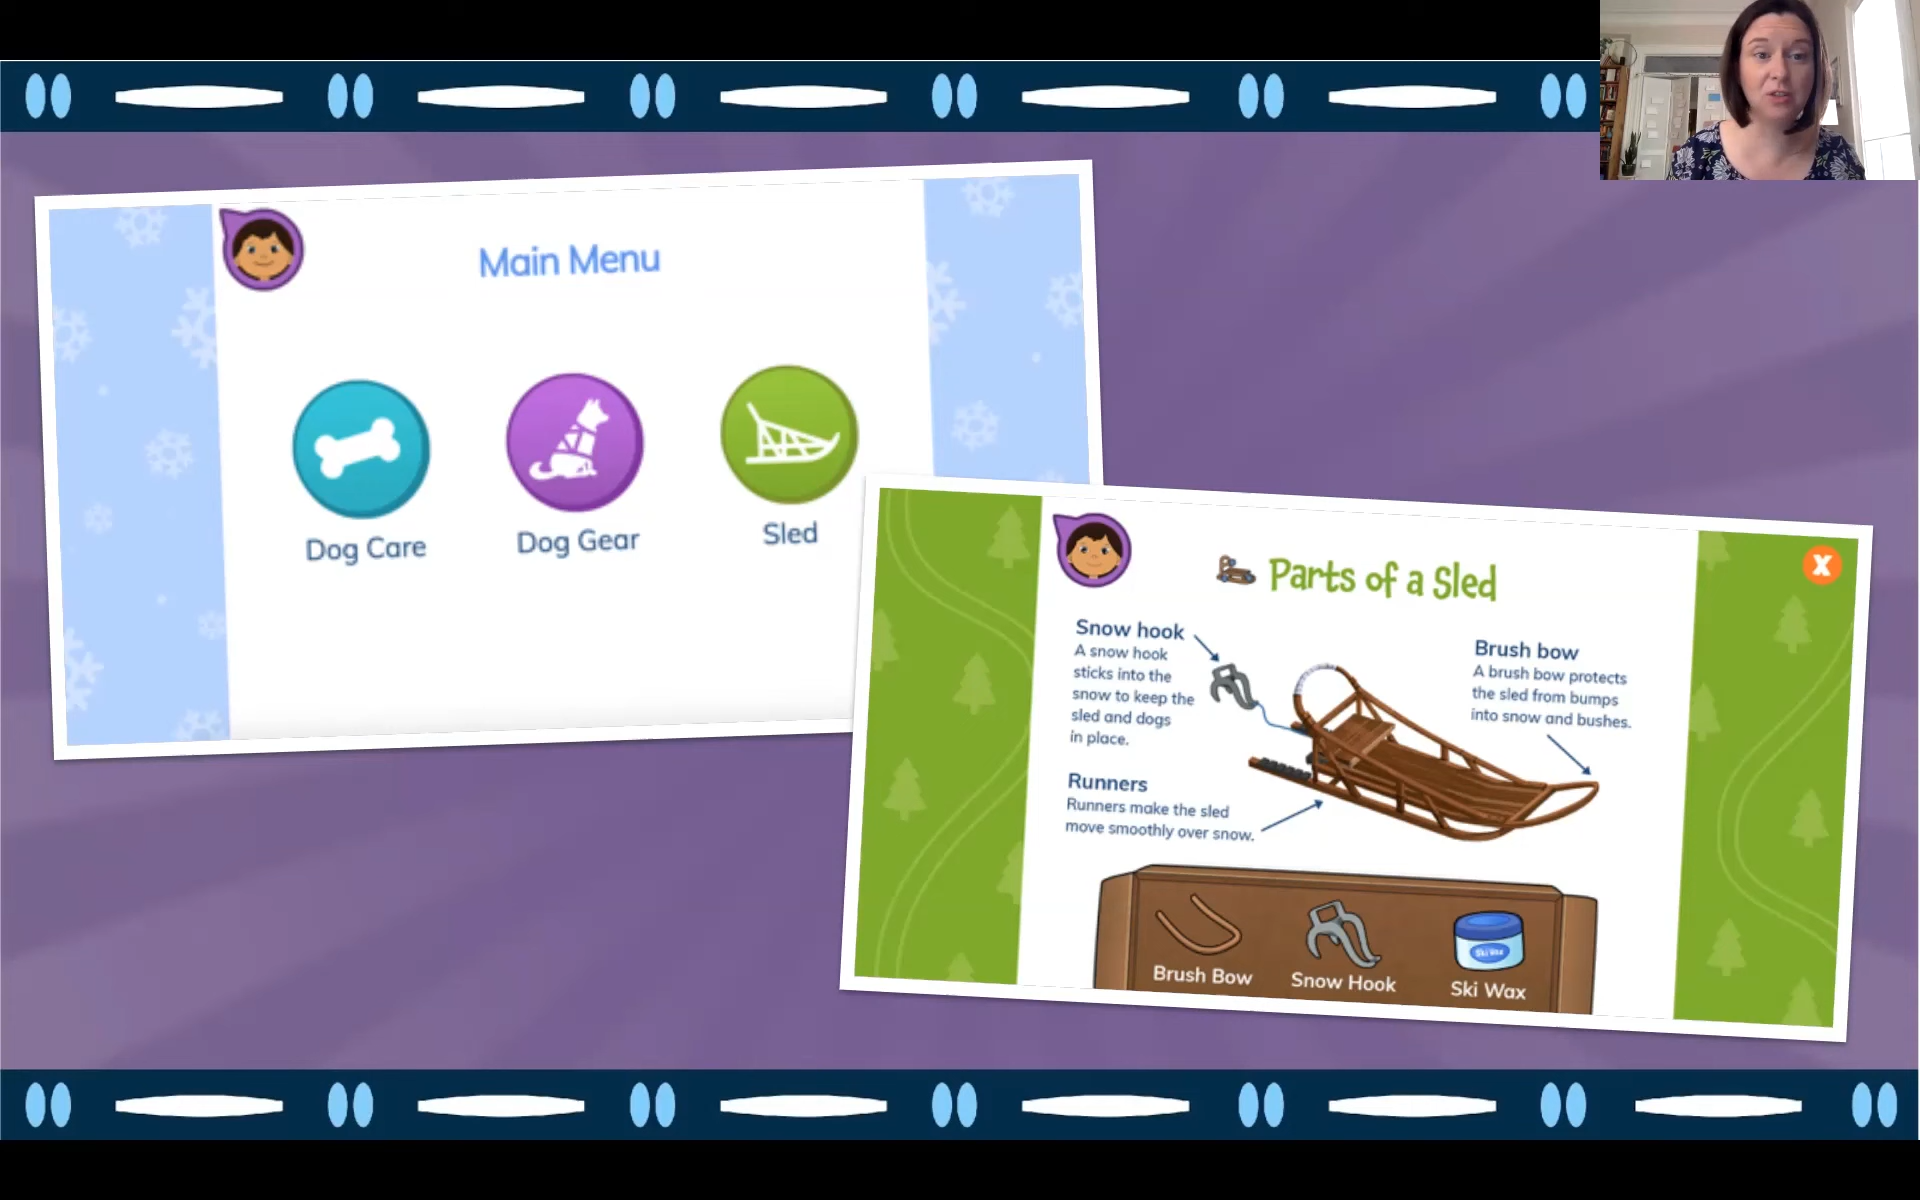 Main Menu
Dog Care
Dog Gear
Sled
X
Parts of a Sled
Snow hook
A snow hook
sticks into the
snow to keep the
sled and dogs
in place.
Brush bow
A brush bow protects
the sled from bumps
into snow and bushes.
Runners
Runners make the sled
move smoothly over snow.
Ski Wax
Brush Bow
Snow Hook
Ski Wax